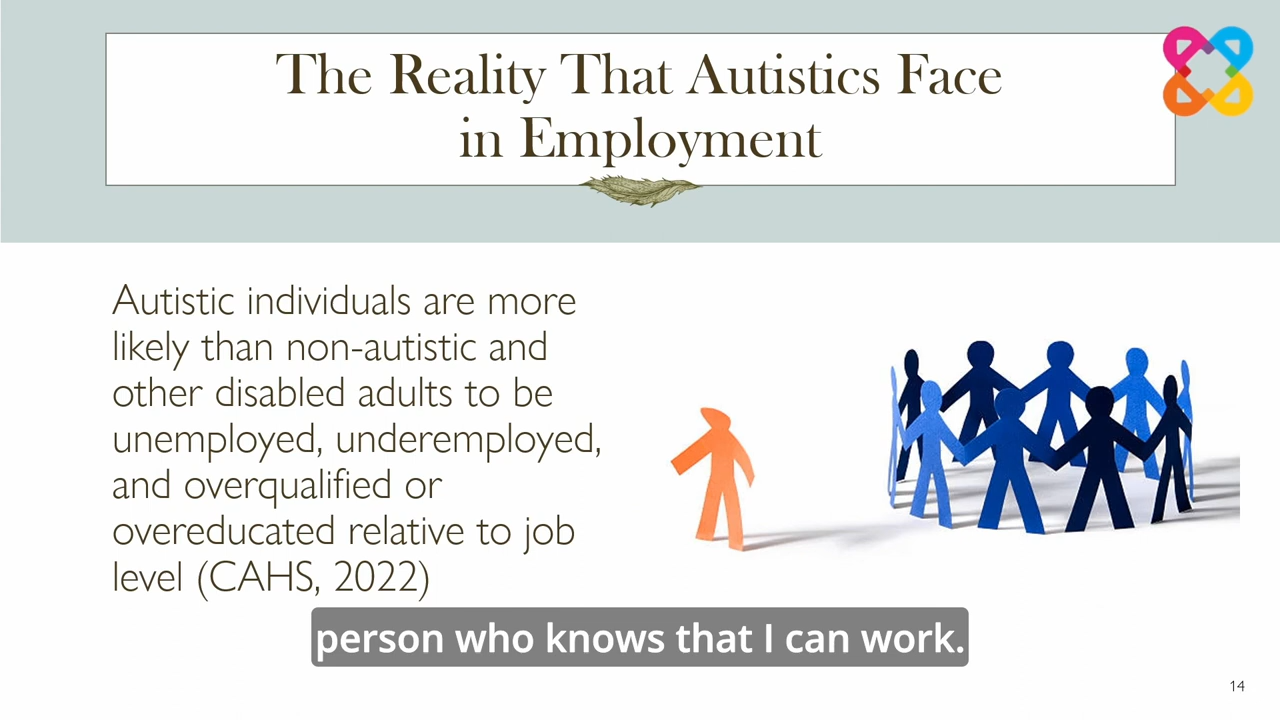 The Reality That Autistics Face
in Employment
Autistic individuals are more
likely than non-autistic and
other disabled adults to be
unemployed, underemployed,
and overqualified or
overeducated relative to job
level (CAHS, 2022)
person who knows that I can work.
14